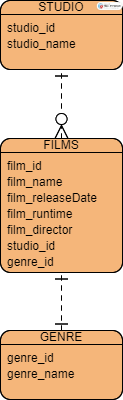 STUDIO
studio_id
studio_name
FILMS
film_id
film_name
film_releaseDate
film_runtime
film_director
studio_id
genre_id
GENRE
genre_id
genre_name